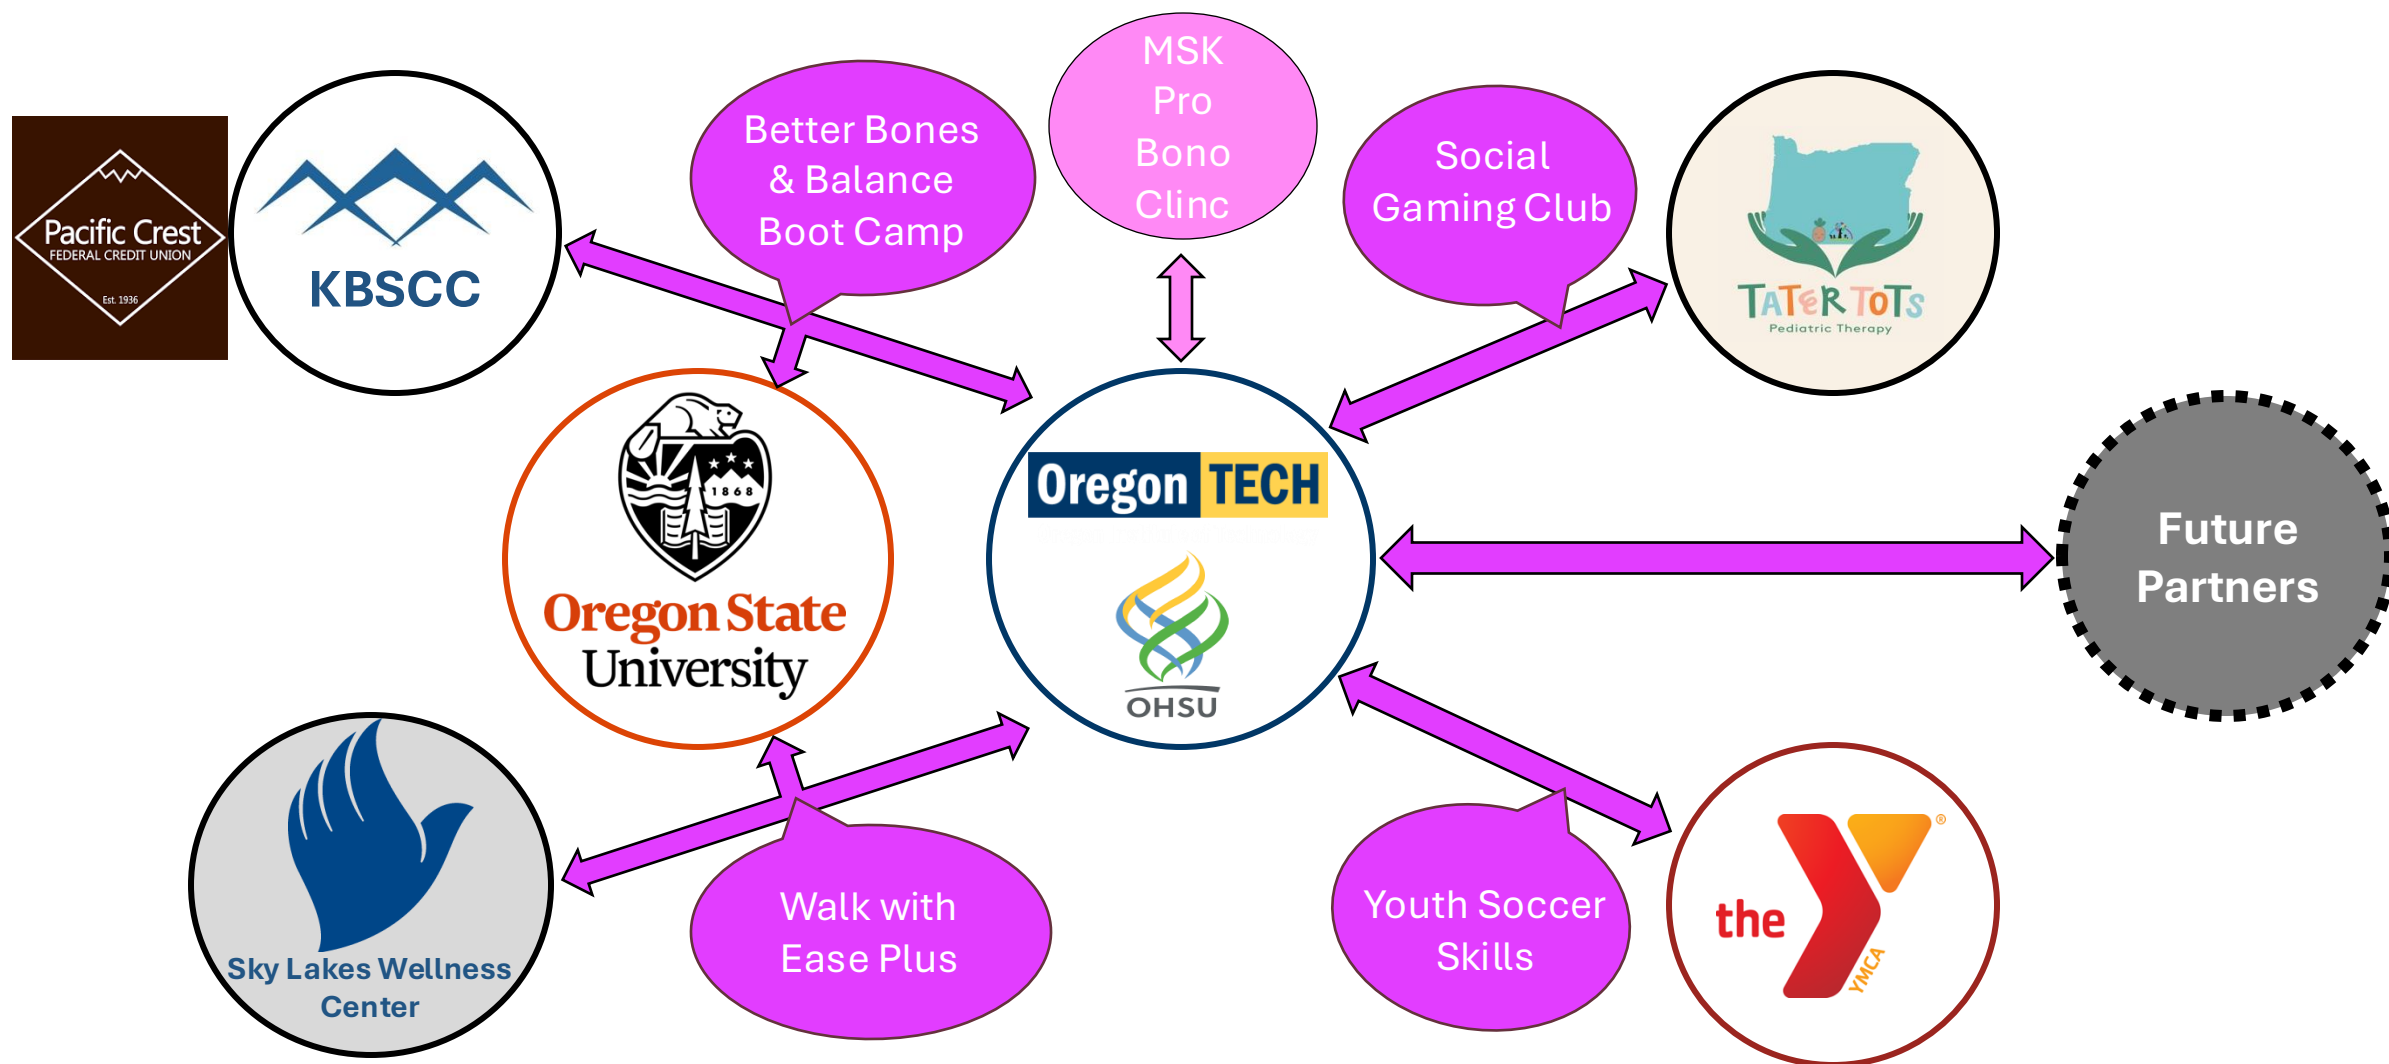 Pacific Crest
FEDERAL CREDIT UNION
Est. 1936
KBSCC
Better Bones
& Balance
Boot Camp
MSK
Pro
Bono
Clinc
Social
Gaming Club
TATER TOTS
Pediatric Therapy
1868
Oregon State
University
Oregon TECH
OHSU
Future
Partners
Sky Lakes Wellness
Center
Walk with
Ease Plus
Youth Soccer
Skills
the
YMCA
®